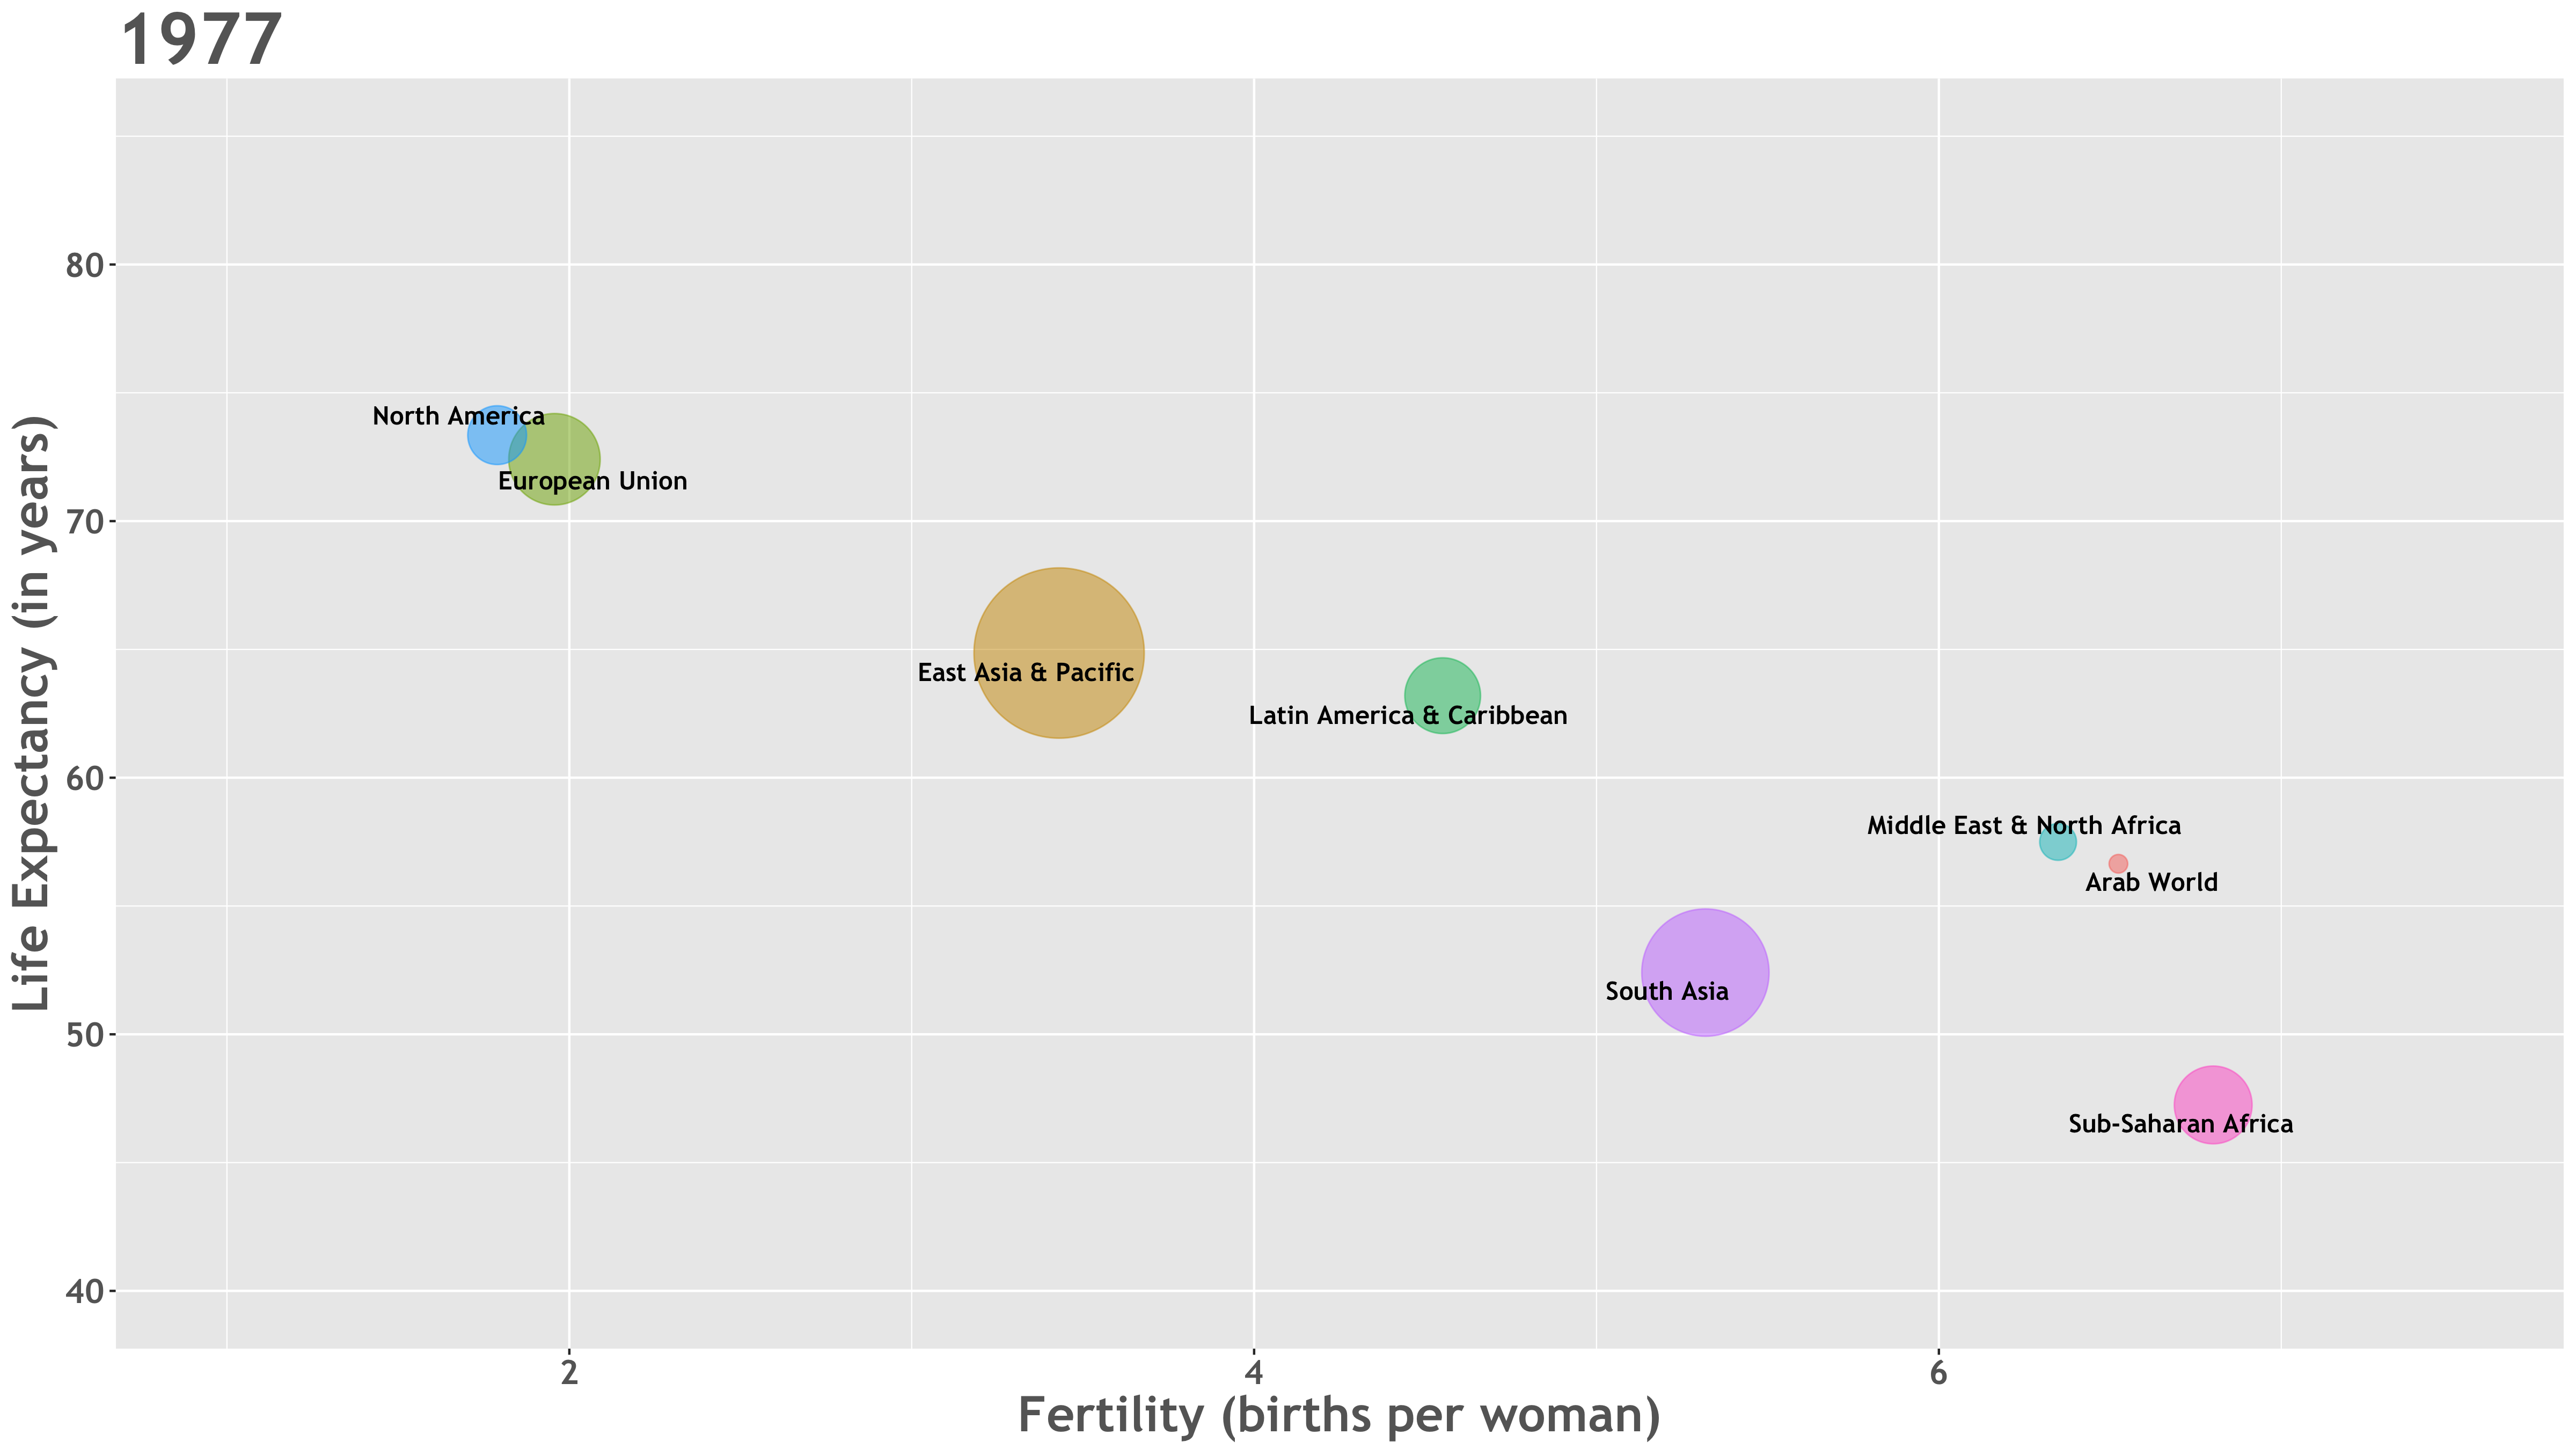 1977
80
70
60
50
40
Life Expectancy (in years)
North America
European Union
East Asia & Pacific
Latin America & Caribbean
Middle East & North Africa
Arab World
South Asia
Sub-Saharan Africa
2
4
6
Fertility (births per woman)